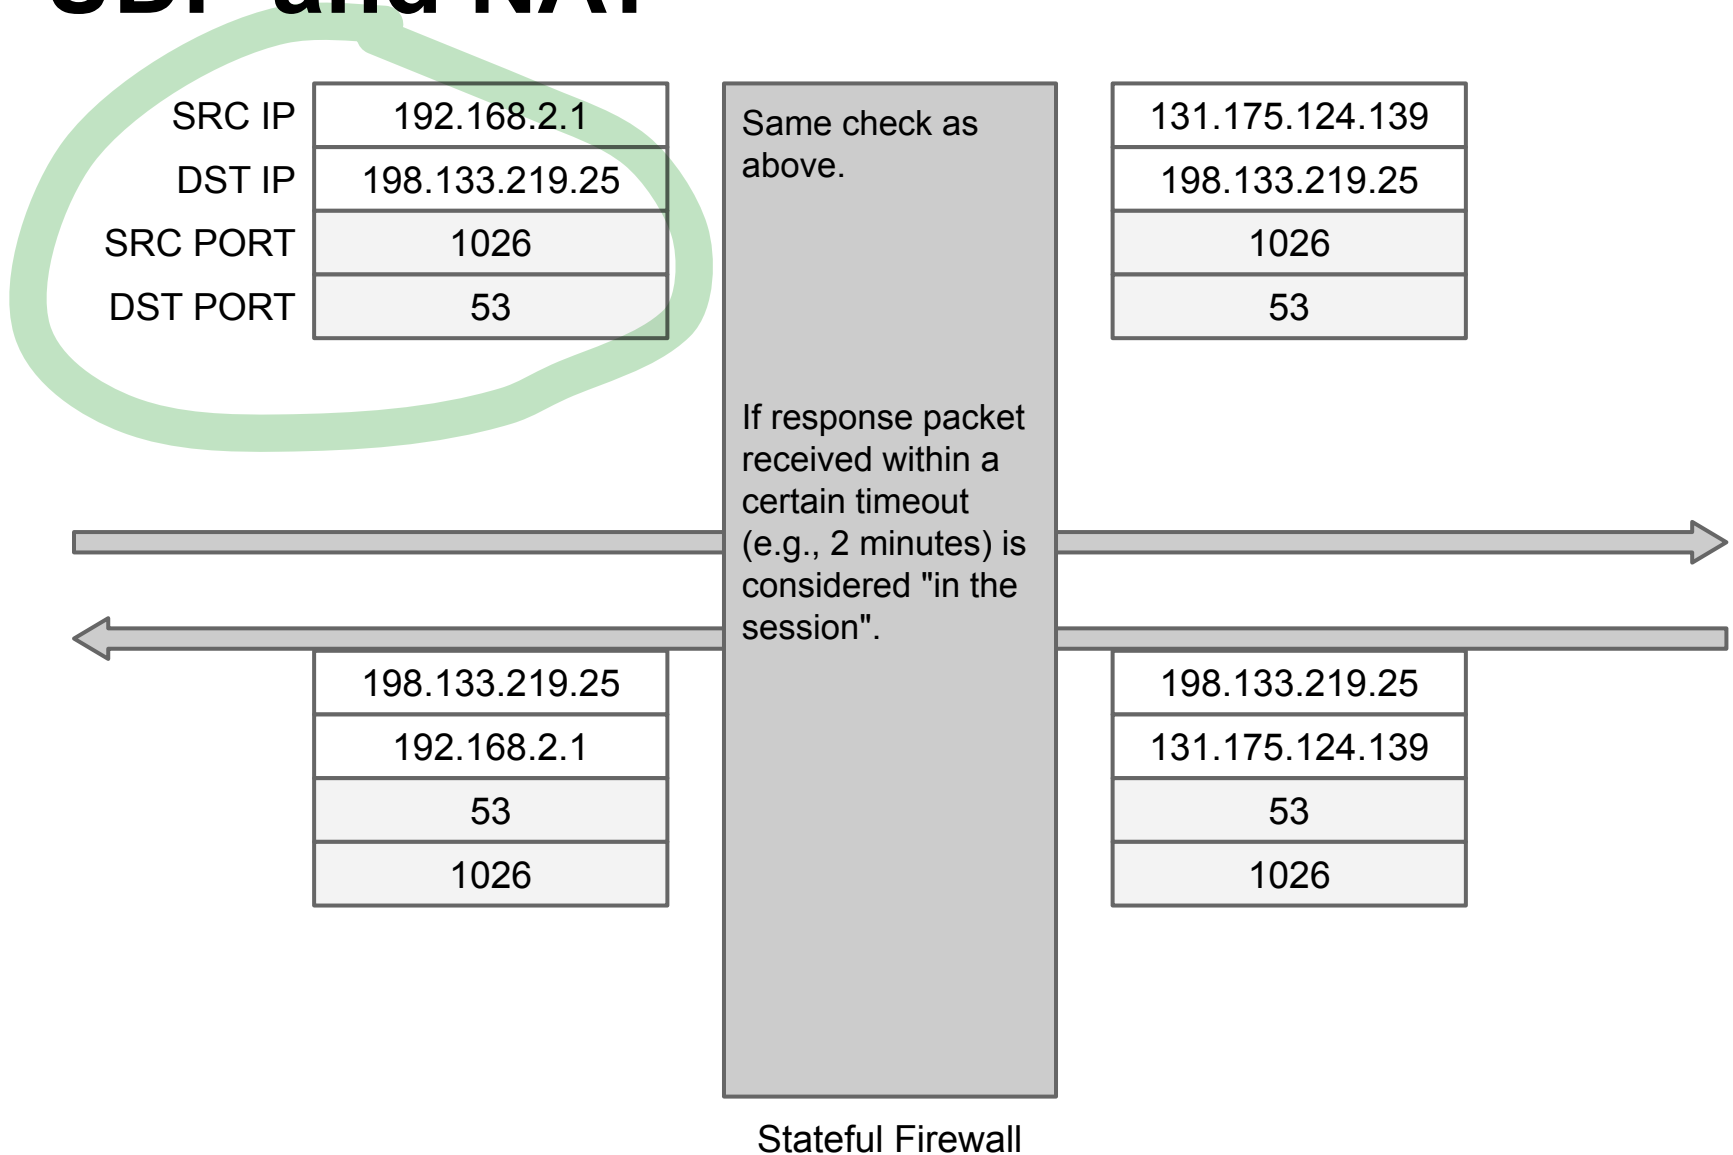 UDP and NAT
SRC IP 192.168.2.1
DST IP 198.133.219.25
SRC PORT 1026
DST PORT 53
Same check as
above.
If response packet
received within a
certain timeout
(e.g., 2 minutes) is
considered "in the
session".
131.175.124.139
198.133.219.25
1026
53
198.133.219.25
192.168.2.1
53
1026
198.133.219.25
131.175.124.139
53
1026
Stateful Firewall